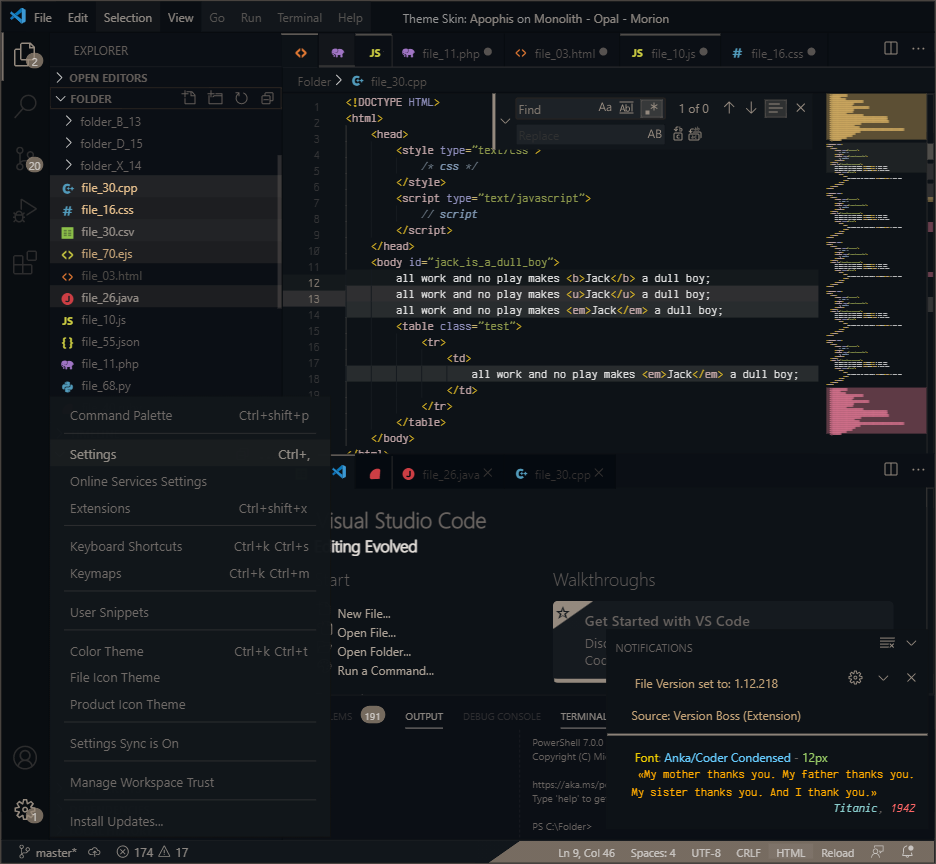 File Edit Selection View Go Run Terminal Help Theme Skin: Apophis on Monolith - Opal - Morion
2
20
1
EXPLORER
OPEN EDITORS
FOLDER
folder_B_13
folder_D_15
folder_X_14
file_30.cpp
file_16.css
file_30.csv
file_70.ejs
file_03.html
file_26.java
file_10.js
file_55.json
file_11.php
file_68.py
JS file_11.php file_03.html JS file_10.js # file_16.css
Folder > file_30.cpp
Find Aa Abl .* 1 of 0
Replace AB
1 <!DOCTYPE HTML>
2 <html>
3 <head>
4 <style type="text/css">
5 /* css */
6 </style>
7 <script type="text/javascript">
8 // script
9 </script>
10 </head>
11 <body id="jack_is_a_dull_boy">
12 all work and no play makes <b>Jack</b> a dull boy;
13 all work and no play makes <u>Jack</u> a dull boy;
14 all work and no play makes <em>Jack</em> a dull boy;
15 <table class="test">
16 <tr>
17 <td>
18 all work and no play makes <em>Jack</em> a dull boy;
</td>
</tr>
</table>
</body>
</html>
Command Palette Ctrl+shift+p
Settings Ctrl+,
Online Services Settings
Extensions Ctrl+shift+x
Keyboard Shortcuts Ctrl+k Ctrl+s
Keymaps Ctrl+k Ctrl+m
User Snippets
Color Theme Ctrl+k Ctrl+t
File Icon Theme
Product Icon Theme
Settings Sync is On
Manage Workspace Trust
Install Updates...
file_26.java file_30.cpp
isual Studio Code
iting Evolved
art
New File...
Open File...
Open Folder...
Run a Command...
Walkthroughs
Get Started with VS Code
Disc
Coc
LEMS 191 OUTPUT DEBUG CONSOLE TERMINAL
PowerShell 7.0.0
Copyright (C) Mi
https://aka.ms/p
Type 'help' to ge
PS C:\Folder>
NOTIFICATIONS
File Version set to: 1.12.218
Source: Version Boss (Extension)
Font: Anka/Coder Condensed - 12px
«My mother thanks you. My father thanks you.
My sister thanks you. And I thank you.»
Titanic, 1942
master* 174 17 Ln 9, Col 46 Spaces: 4 UTF-8 CRLF HTML Reload